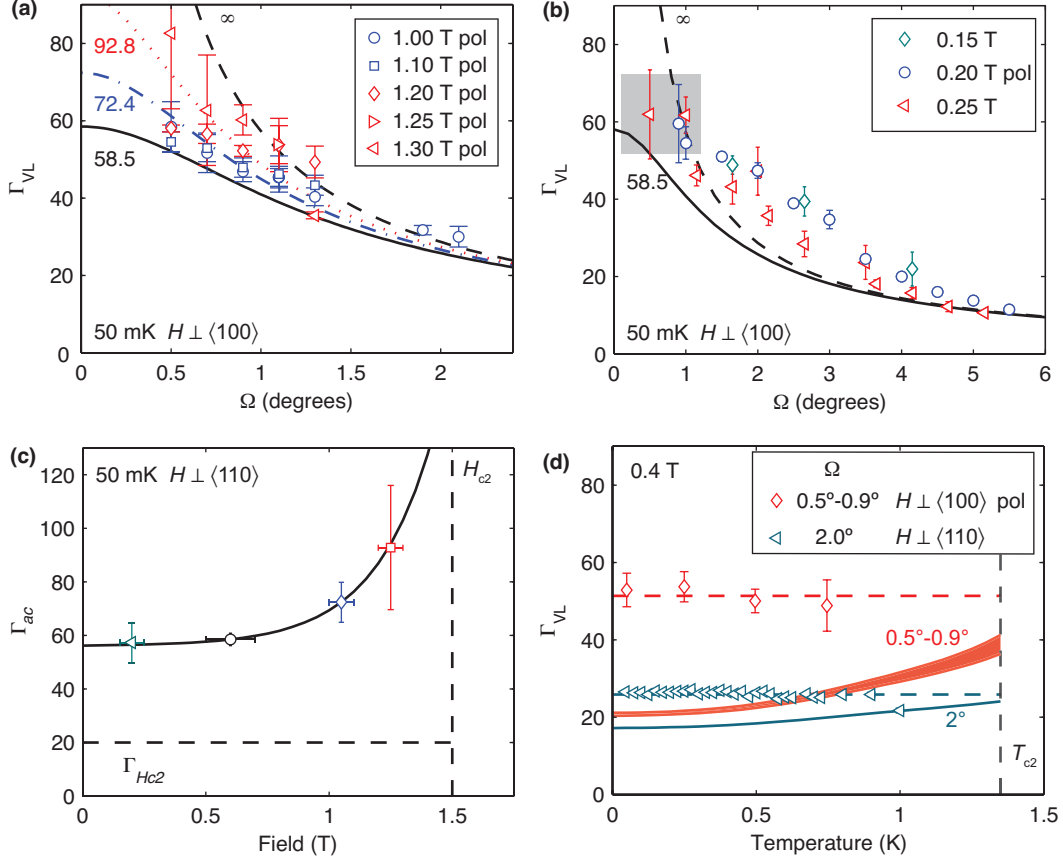 (a)
∞
92.8
72.4
58.5
1.00 T pol
1.10 T pol
1.20 T pol
1.25 T pol
1.30 T pol
80
60
40
20
0
Γ_VL
50 mK H ⊥ ⟨100⟩
0 0.5 1 1.5 2
Ω (degrees)
(b)
∞
0.15 T
0.20 T pol
0.25 T
80
60
40
20
0
Γ_VL
58.5
50 mK H ⊥ ⟨100⟩
0 1 2 3 4 5 6
Ω (degrees)
(c)
50 mK H ⊥ ⟨110⟩
H_c2
120
100
80
60
40
20
0
Γ_ac
Γ_Hc2
0 0.5 1.0 1.5
Field (T)
(d)
0.4 T
Ω
0.5º-0.9º H ⊥ ⟨100⟩ pol
2.0º H ⊥ ⟨110⟩
80
60
40
20
0
Γ_VL
0.5°-0.9°
2°
T_c2
0 0.5 1 1.5
Temperature (K)